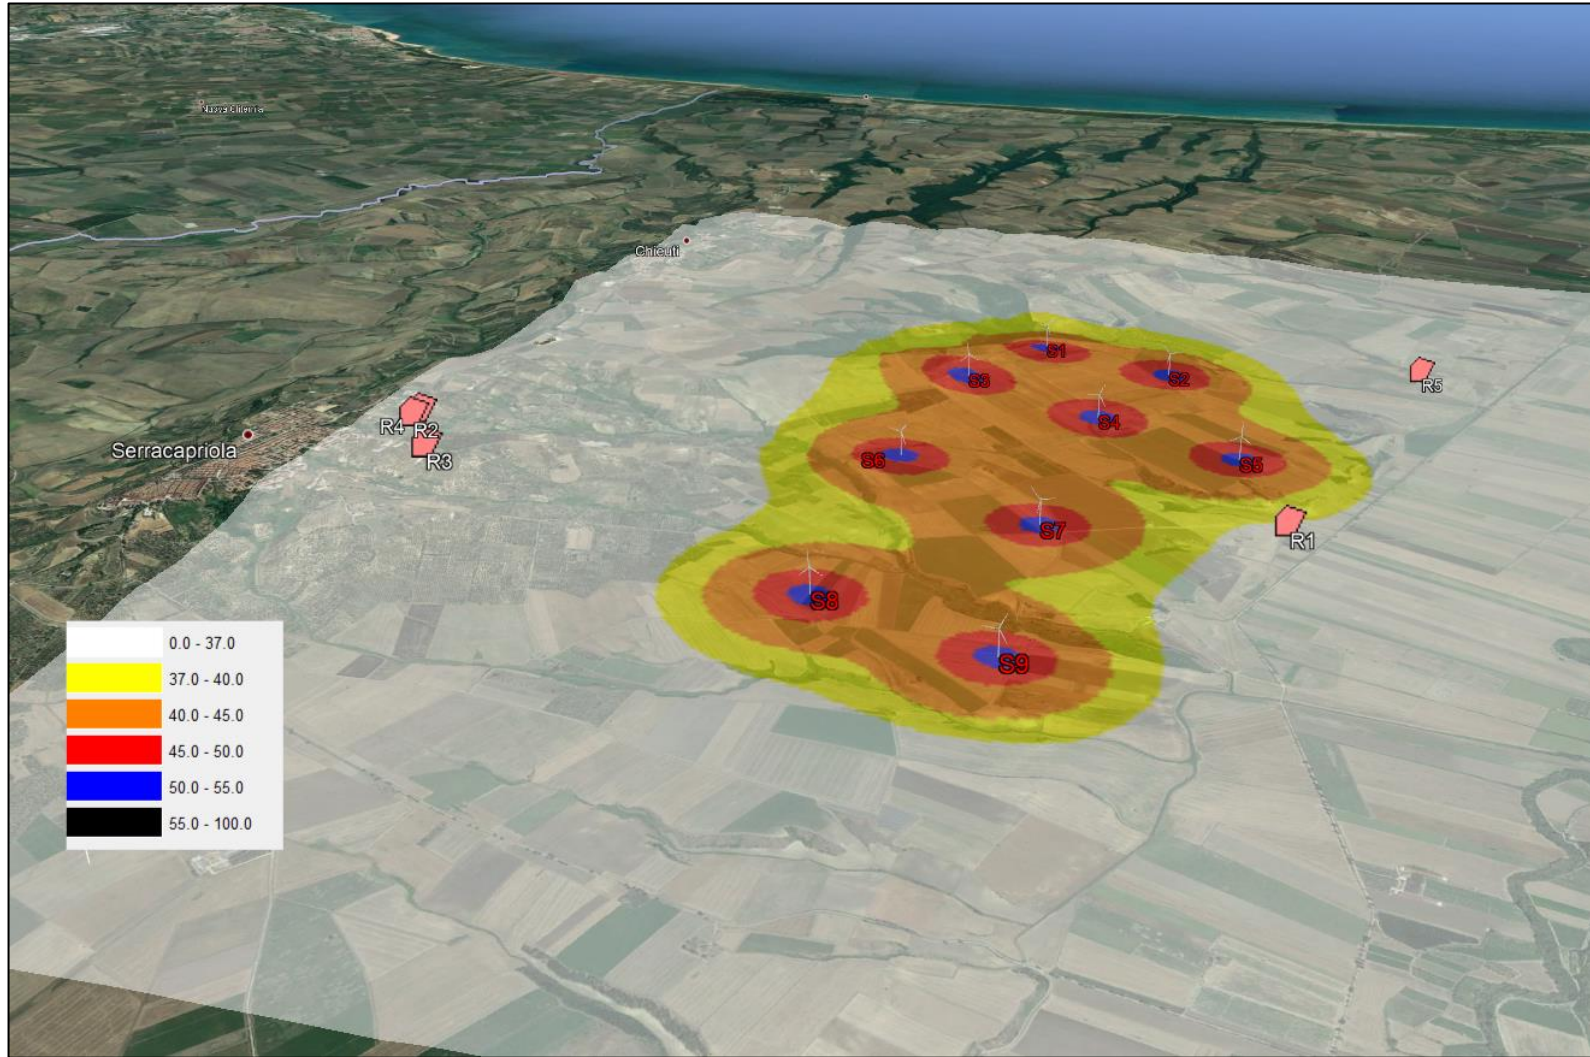 Nuova Cliternia
Chieuti
S1
S3
S2
R5
S4
R4
R2
Serracapriola
R3
S6
S5
S7
R1
S8
S9
0.0 - 37.0
37.0 - 40.0
40.0 - 45.0
45.0 - 50.0
50.0 - 55.0
55.0 - 100.0